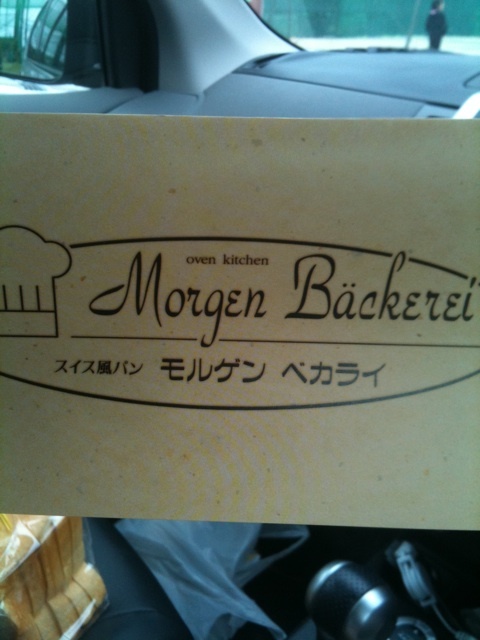 oven kitchen
Morgen Bäckerei
スイス風パン モルゲン ベカライ